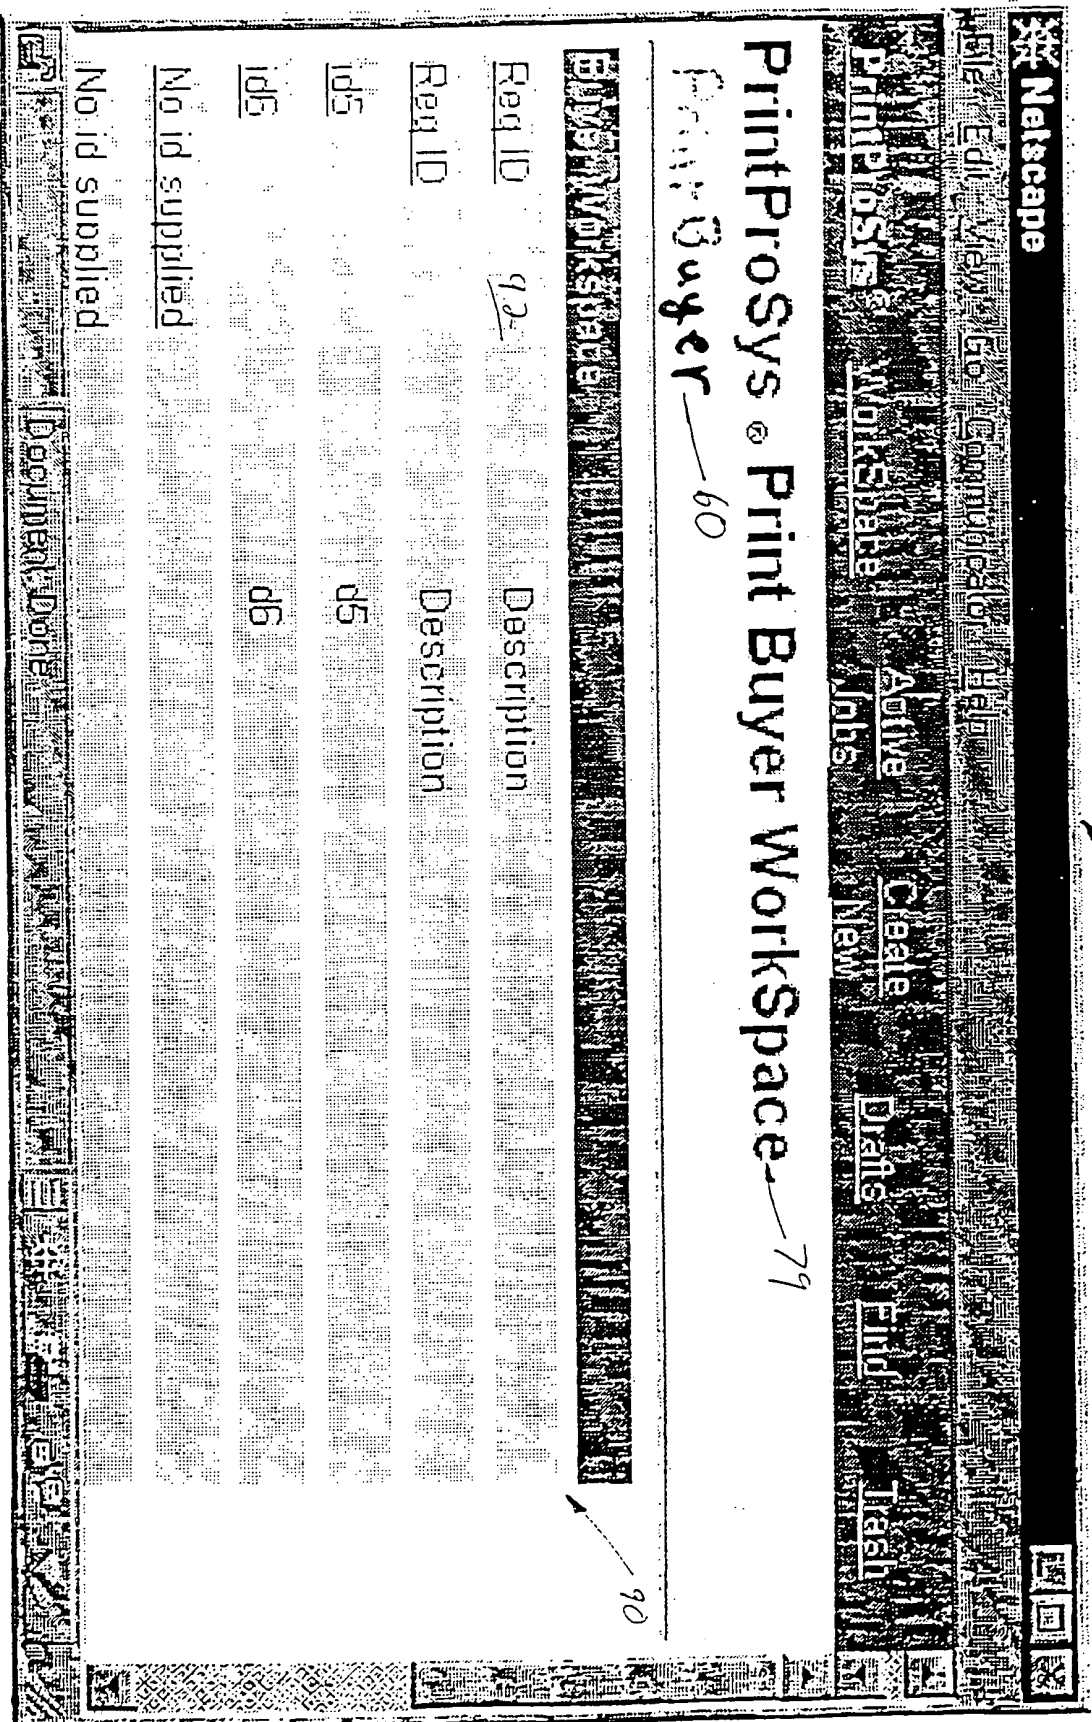 Netscape
File Edit View Go Communicator Help
PrintProSys® WorkShare Active Jobs Create New Drafts Find Trash
PrintProSys® Print Buyer WorkSpace 79
Buyer 60
Buyer Workspace 90
Req ID 92 Description
Req ID Description
id5 d5
id6 d6
No id supplied
No id supplied
Document Done